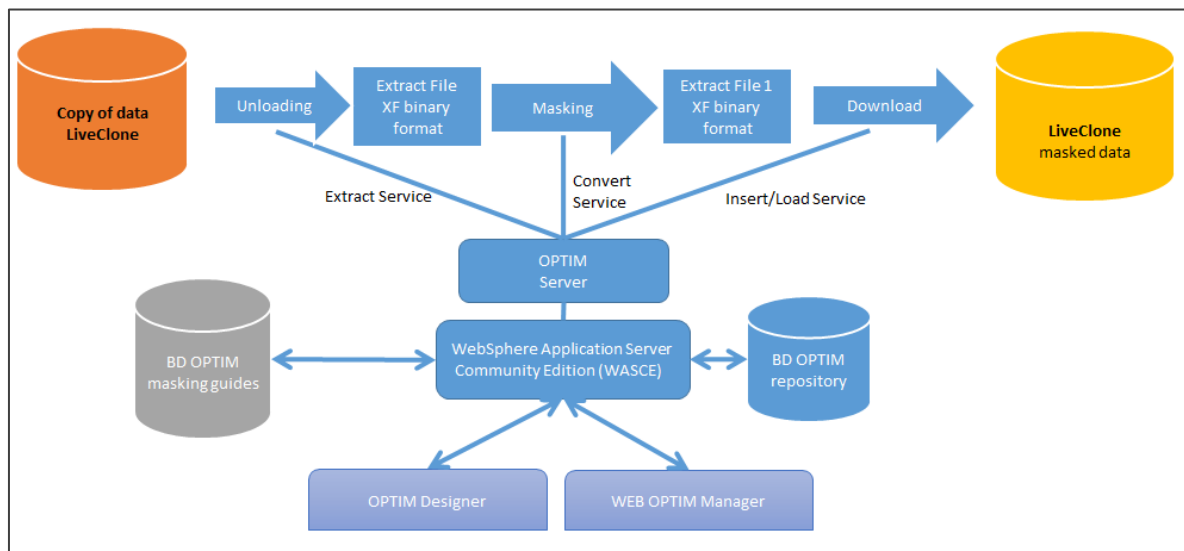 Copy of data
LiveClone
Unloading
Extract File
XF binary
format
Masking
Extract File 1
XF binary
format
Download
LiveClone
masked data
Extract Service
Convert
Service
Insert/Load Service
OPTIM
Server
BD OPTIM
masking guides
WebSphere Application Server
Community Edition (WASCE)
BD OPTIM
repository
OPTIM Designer
WEB OPTIM Manager